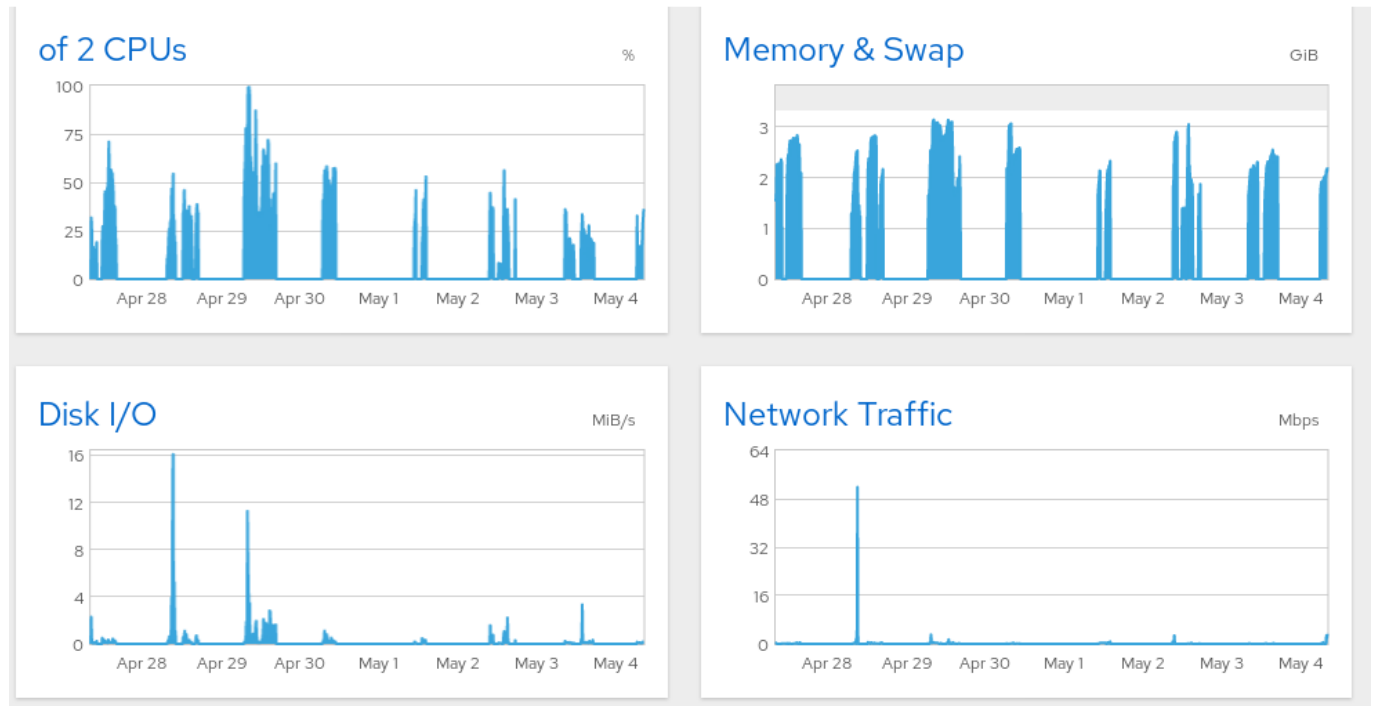 of 2 CPUs
%
100
75
50
25
0
Apr 28 Apr 29 Apr 30 May 1 May 2 May 3 May 4
Memory & Swap
GiB
3
2
1
0
Apr 28 Apr 29 Apr 30 May 1 May 2 May 3 May 4
Disk I/O
MiB/s
16
12
8
4
0
Apr 28 Apr 29 Apr 30 May 1 May 2 May 3 May 4
Network Traffic
Mbps
64
48
32
16
0
Apr 28 Apr 29 Apr 30 May 1 May 2 May 3 May 4